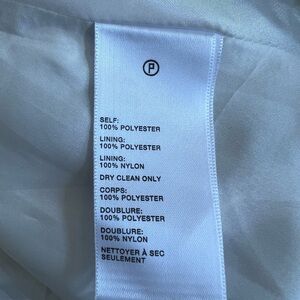 P
SELF:
100% POLYESTER
LINING:
100% POLYESTER
LINING:
100% NYLON
DRY CLEAN ONLY
CORPS:
100% POLYESTER
DOUBLURE:
100% POLYESTER
DOUBLURE:
100% NYLON
NETTOYER À SEC
SEULEMENT